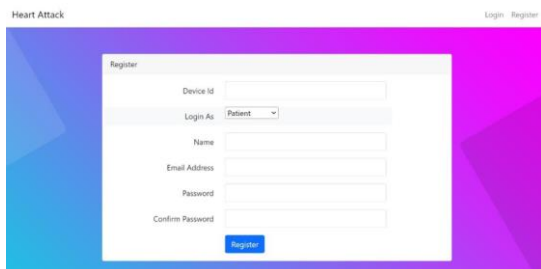 Heart Attack
Login Register
Register
Device Id
Login As Patient
Name
Email Address
Password
Confirm Password
Register